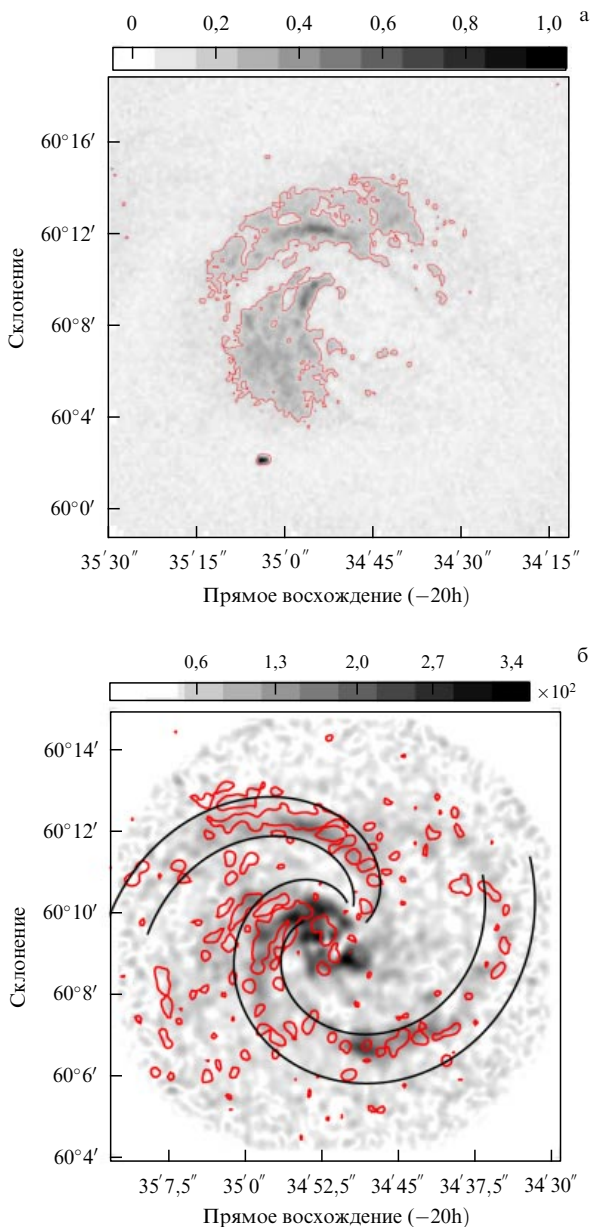 0 0,2 0,4 0,6 0,8 1,0 а
60°16′
60°12′
60°8′
60°4′
60°0′
Склонение
35′30″ 35′15″ 35′0″ 34′45″ 34′30″ 34′15″
Прямое восхождение (−20h)
0,6 1,3 2,0 2,7 3,4 б
×10²
60°14′
60°12′
60°10′
60°8′
60°6′
60°4′
Склонение
35′7,5″ 35′0″ 34′52,5″ 34′45″ 34′37,5″ 34′30″
Прямое восхождение (−20h)